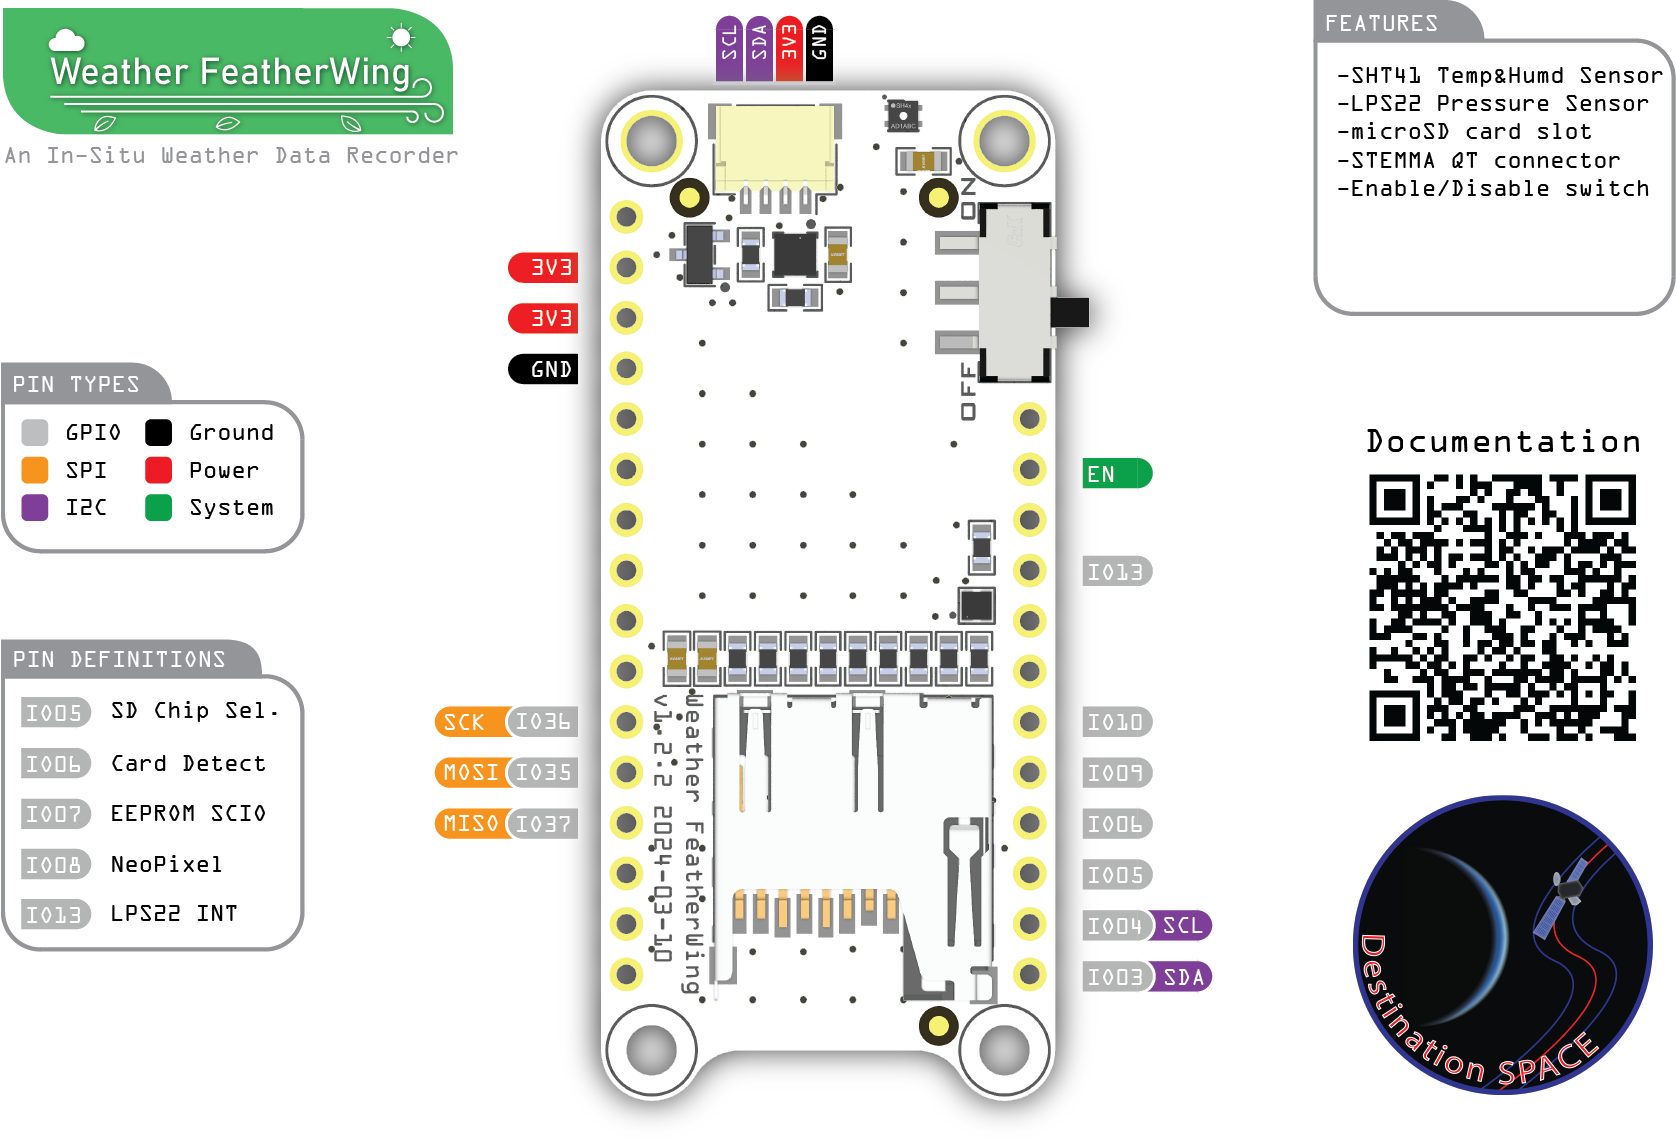 Weather FeatherWing
An In-Situ Weather Data Recorder
SCL
SDA
3V3
GND
FEATURES
-SHT41 Temp&Humd Sensor
-LPS22 Pressure Sensor
-microSD card slot
-STEMMA QT connector
-Enable/Disable switch
SH4x
A01ABC
ON
OFF
3V3
3V3
GND
PIN TYPES
GPIO
Ground
SPI
Power
I2C
System
EN
IO13
Documentation
PIN DEFINITIONS
IO05 SD Chip Sel.
IO06 Card Detect
IO07 EEPROM SCIO
IO08 NeoPixel
IO13 LPS22 INT
SCK IO36
MOSI IO35
MISO IO37
Weather FeatherWing
v1.2.2 2024-03-10
IO10
IO09
IO06
IO05
IO04 SCL
IO03 SDA
Destination SPACE